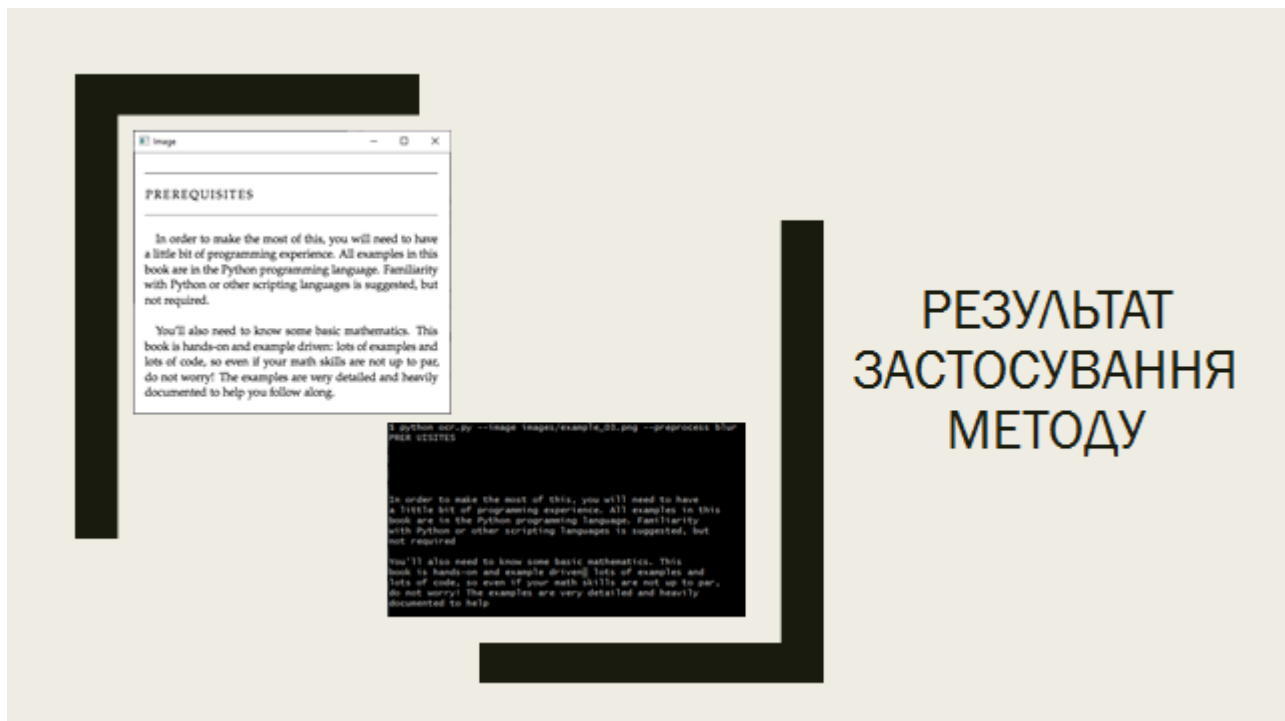 Image
PREREQUISITES
In order to make the most of this, you will need to have
a little bit of programming experience. All examples in this
book are in the Python programming language. Familiarity
with Python or other scripting languages is suggested, but
not required.
You'll also need to know some basic mathematics. This
book is hands-on and example driven: lots of examples and
lots of code, so even if your math skills are not up to par,
do not worry! The examples are very detailed and heavily
documented to help you follow along.
$ python ocr.py --image images/example_03.png --preprocess blur
PRER UISITES
In order to make the most of this, you will need to have
a little bit of programming experience. All examples in this
book are in the Python programming language. Familiarity
with Python or other scripting languages is suggested, but
not required
You'll also need to know some basic mathematics. This
book is hands-on and example driven lots of examples and
lots of code, so even if your math skills are not up to par,
do not worry! The examples are very detailed and heavily
documented to help
РЕЗУЛЬТАТ
ЗАСТОСУВАННЯ
МЕТОДУ